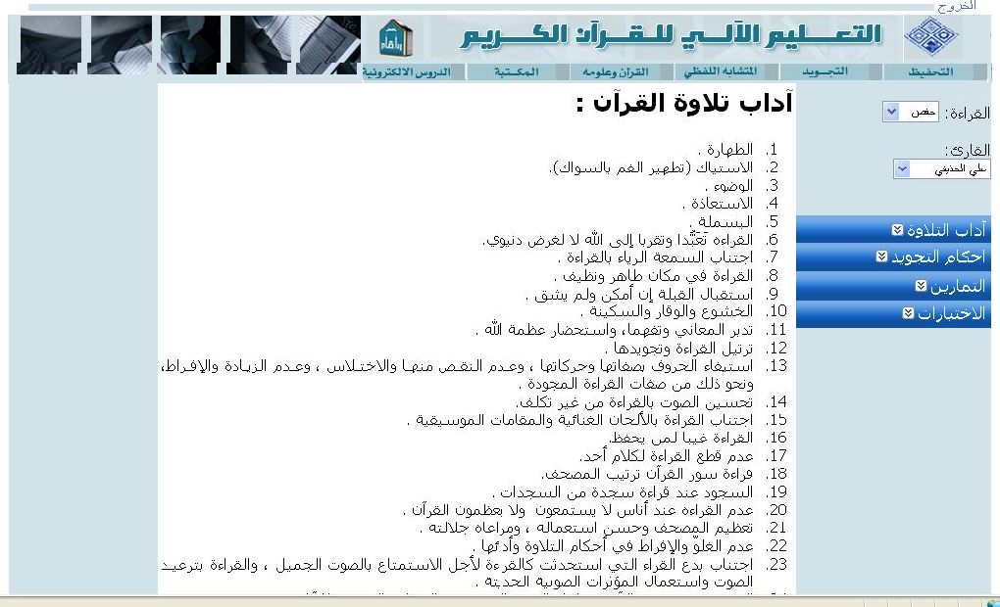 الخروج
التعليم الآلي للقرآن الكريم
التحفيظ
التجويد
المتشابه اللفظي
القرآن وعلومه
المكتبة
الدروس الالكترونية
القراءة:
حفص
القارئ:
علي الحذيفي
آداب التلاوة
احكام التجويد
التمارين
الاختبارات
آداب تلاوة القرآن :
1. الطهارة .
2. الاستياك (تطهير الفم بالسواك).
3. الوضوء .
4. الاستعاذة .
5. البسملة .
6. القراءة تَعَبُّدا وتقربا إلى الله لا لغرض دنيوي.
7. اجتناب السمعة الرياء بالقراءة .
8. القراءة في مكان طاهر ونظيف .
9. استقبال القبلة إن أمكن ولم يشق .
10. الخشوع والوقار والسكينة .
11. تدبر المعاني وتفهما، واستحضار عظمة الله .
12. ترتيل القراءة وتجويدها .
13. استيفاء الحروف بصفاتها وحركاتها ، وعدم النقص منها والاختلاس ، وعدم الزيادة والإفراط،
ونحو ذلك من صفات القراءة المجودة .
14. تحسين الصوت بالقراءة من غير تكلف.
15. اجتناب القراءة بالألحان الغنائية والمقامات الموسيقية .
16. القراءة غيبا لمن يحفظ.
17. عدم قطع القراءة لكلام أحد.
18. قراءة سور القرآن ترتيب المصحف.
19. السجود عند قراءة سجدة من السجدات .
20. عدم القراءة عند أناس لا يستمعون ولا يعظمون القرآن .
21. تعظيم المصحف وحسن استعماله ، ومراعاة جلالته .
22. عدم الغلوّ والإفراط في أحكام التلاوة وأدئها .
23. اجتناب بدع القراء التي استحدثت كالقرءة لأجل الاستمتاع بالصوت الجميل ، والقراءة بترعيد
الصوت واستعمال المؤثرات الصوتية الحديثة .